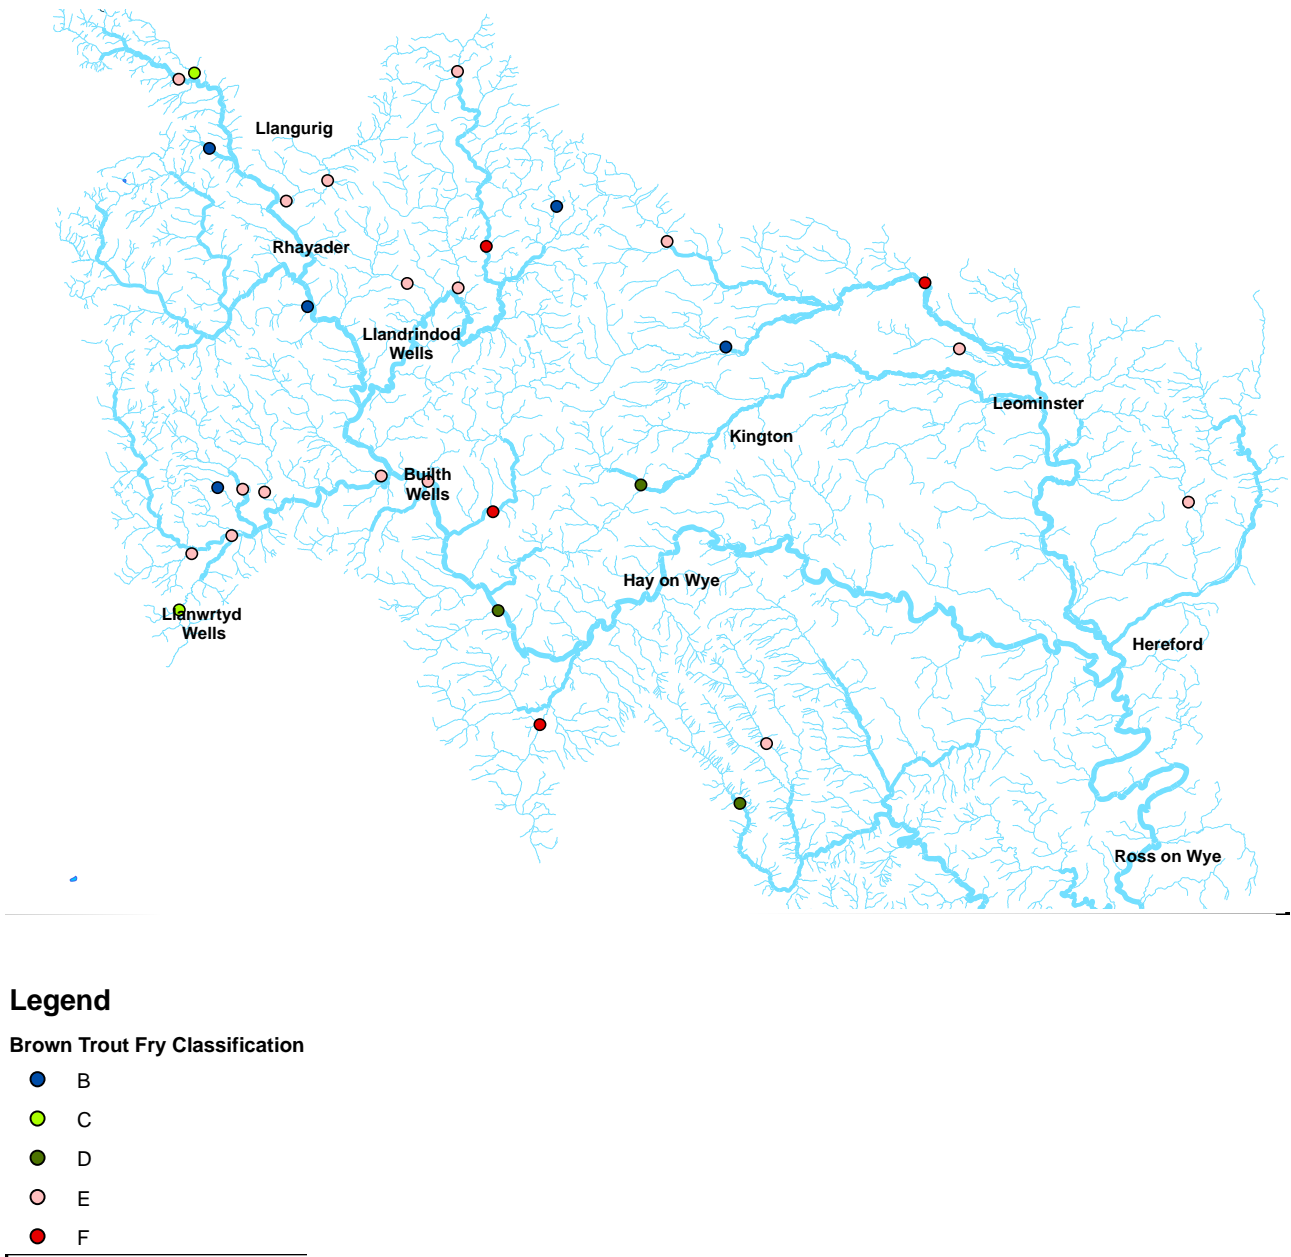 Llangurig
Rhayader
Llandrindod
Wells
Leominster
Kington
Builth
Wells
Hay on Wye
Llanwrtyd
Wells
Hereford
Ross on Wye
Legend
Brown Trout Fry Classification
B
C
D
E
F